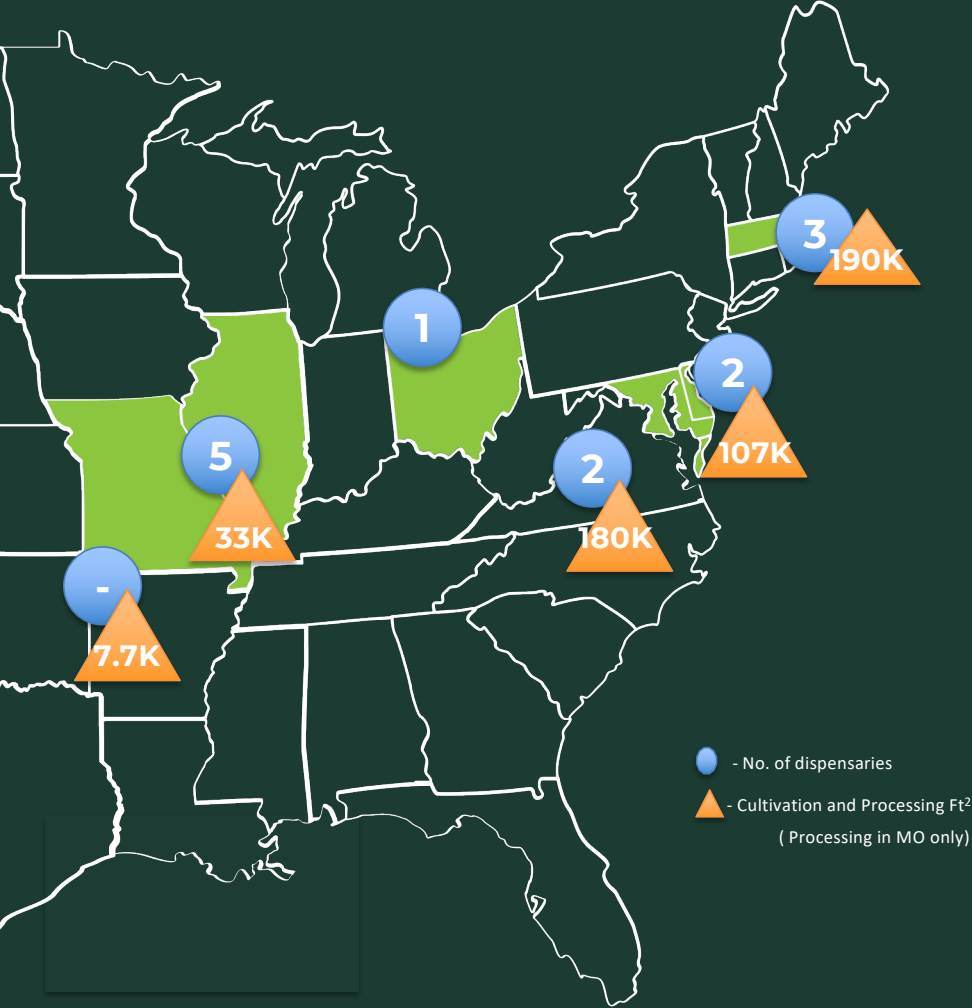 3
190K
1
2
107K
5
33K
2
180K
-
7.7K
- No. of dispensaries
- Cultivation and Processing Ft²
( Processing in MO only)